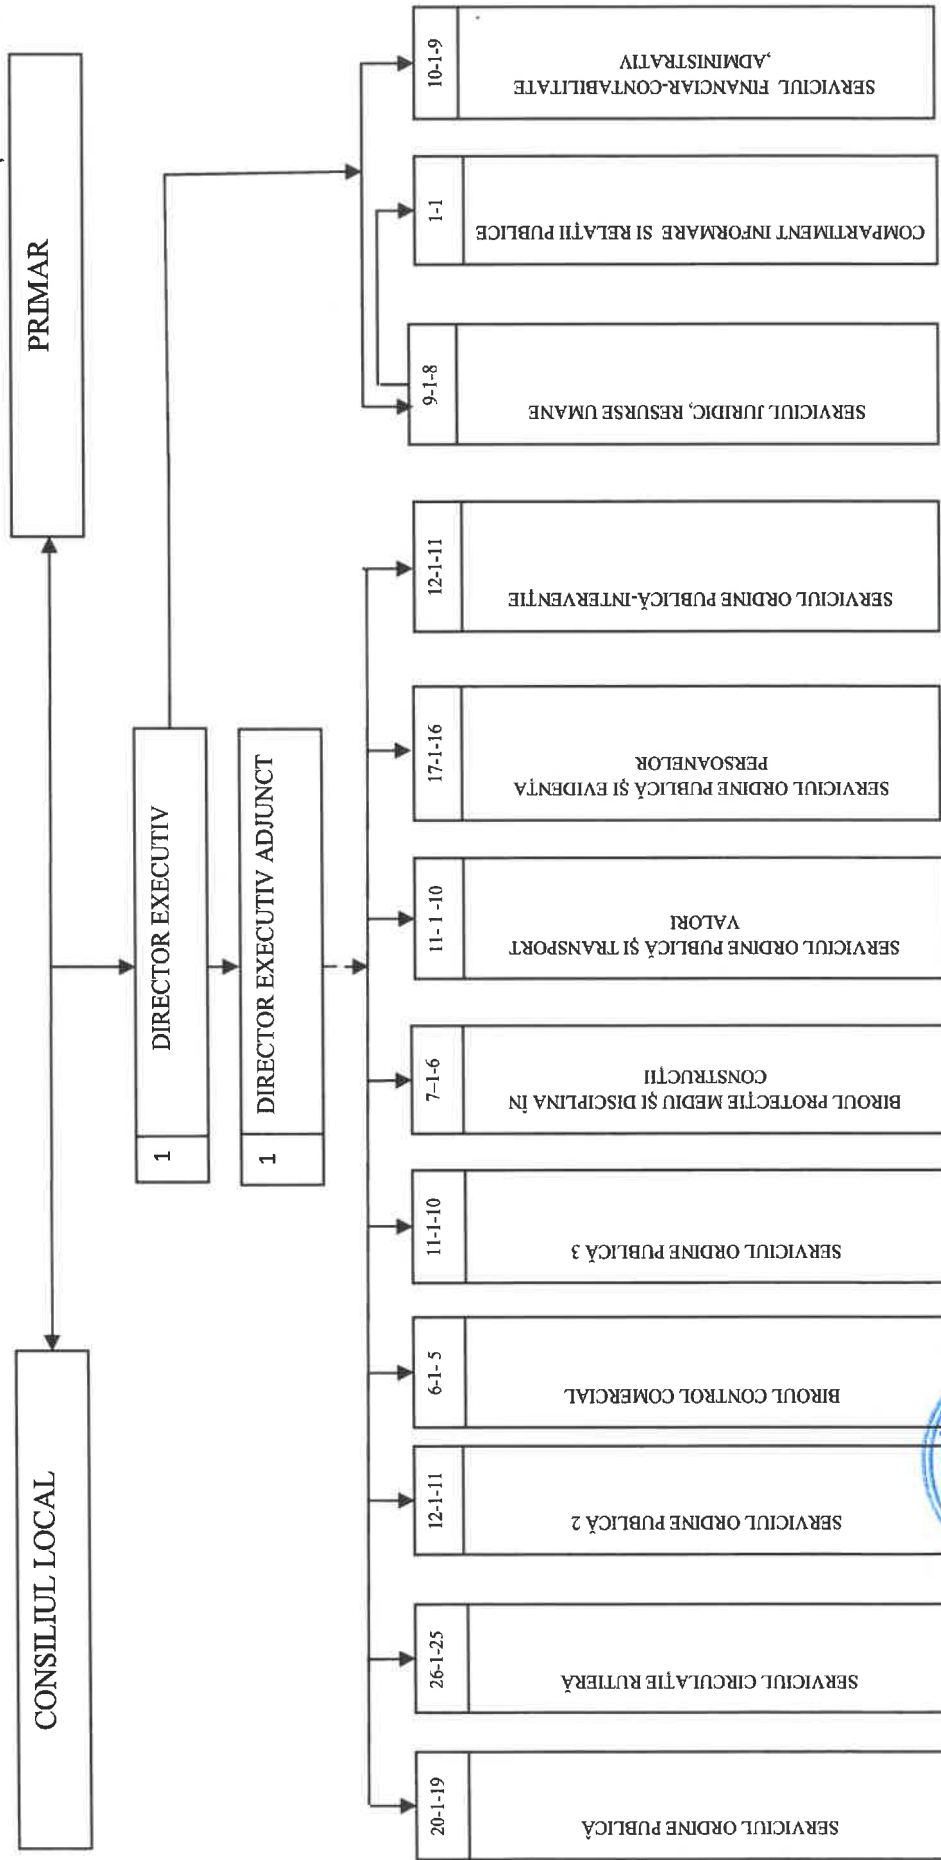 CONSILIUL LOCAL
PRIMAR
1
DIRECTOR EXECUTIV
1
DIRECTOR EXECUTIV ADJUNCT
20-1-19
SERVICIUL ORDINE PUBLICĂ
26-1-25
SERVICIUL CIRCULAȚIE RUTIERĂ
12-1-11
SERVICIUL ORDINE PUBLICĂ 2
6-1- 5
BIROUL CONTROL COMERCIAL
11-1-10
SERVICIUL ORDINE PUBLICĂ 3
7–1-6
BIROUL PROTECȚIE MEDIU ȘI DISCIPLINA ÎN
CONSTRUCȚII
11- 1 -10
SERVICIUL ORDINE PUBLICĂ ȘI TRANSPORT
VALORI
17-1-16
SERVICIUL ORDINE PUBLICĂ ȘI EVIDENȚA
PERSOANELOR
12-1-11
SERVICIUL ORDINE PUBLICĂ-INTERVENȚIE
9-1-8
SERVICIUL JURIDIC, RESURSE UMANE
1-1
COMPARTIMENT INFORMARE SI RELAȚII PUBLICE
10-1-9
SERVICIUL FINANCIAR-CONTABILITATE
,ADMINISTRATIV